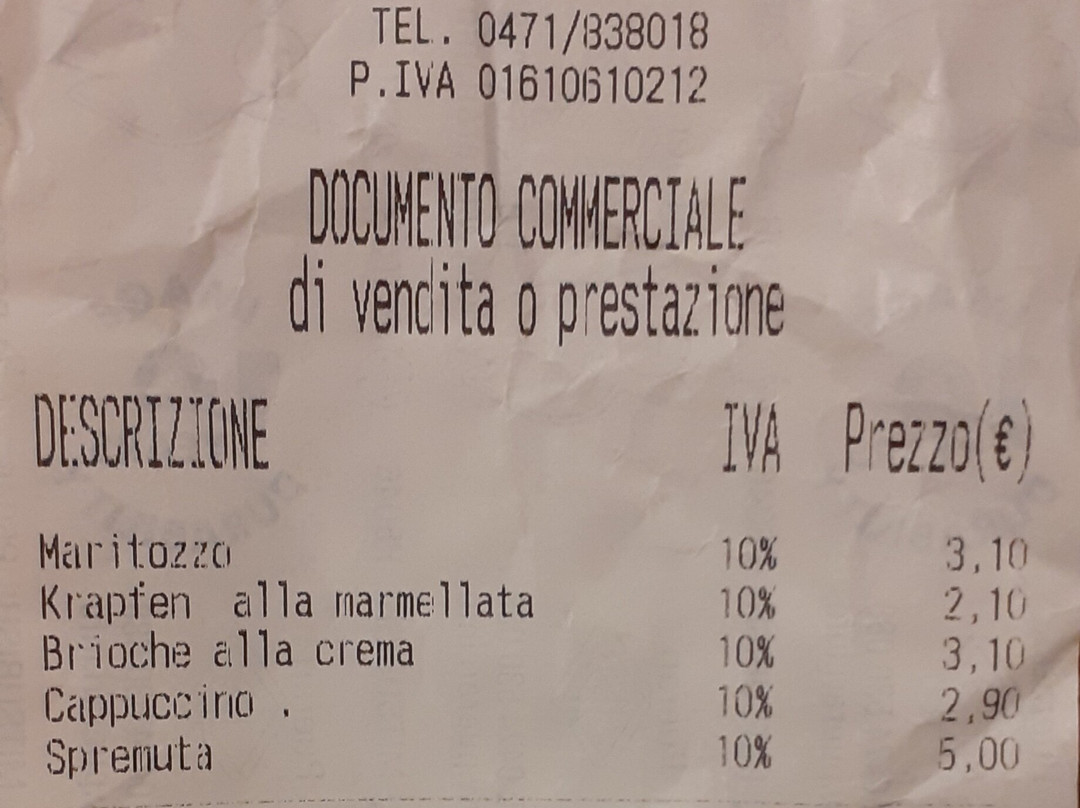 TEL. 0471/838018
P.IVA 01610610212
DOCUMENTO COMMERCIALE
di vendita o prestazione
DESCRIZIONE IVA Prezzo(€)
Maritozzo 10% 3,10
Krapfen alla marmellata 10% 2,10
Brioche alla crema 10% 3,10
Cappuccino . 10% 2,90
Spremuta 10% 5,00